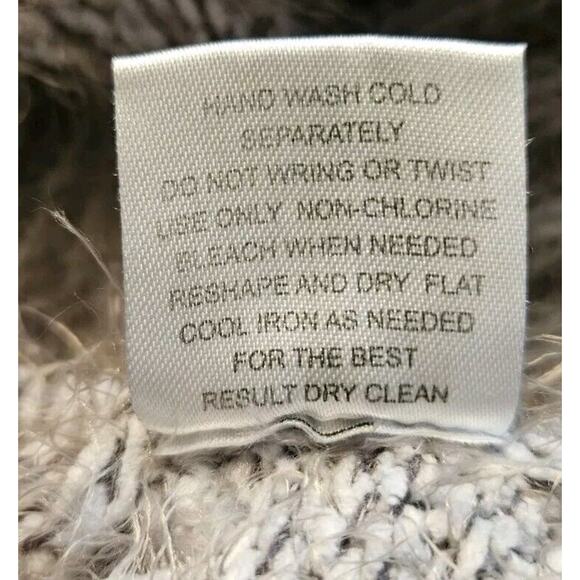 HAND WASH COLD
SEPARATELY
DO NOT WRING OR TWIST
USE ONLY NON-CHLORINE
BLEACH WHEN NEEDED
RESHAPE AND DRY FLAT
COOL IRON AS NEEDED
FOR THE BEST
RESULT DRY CLEAN